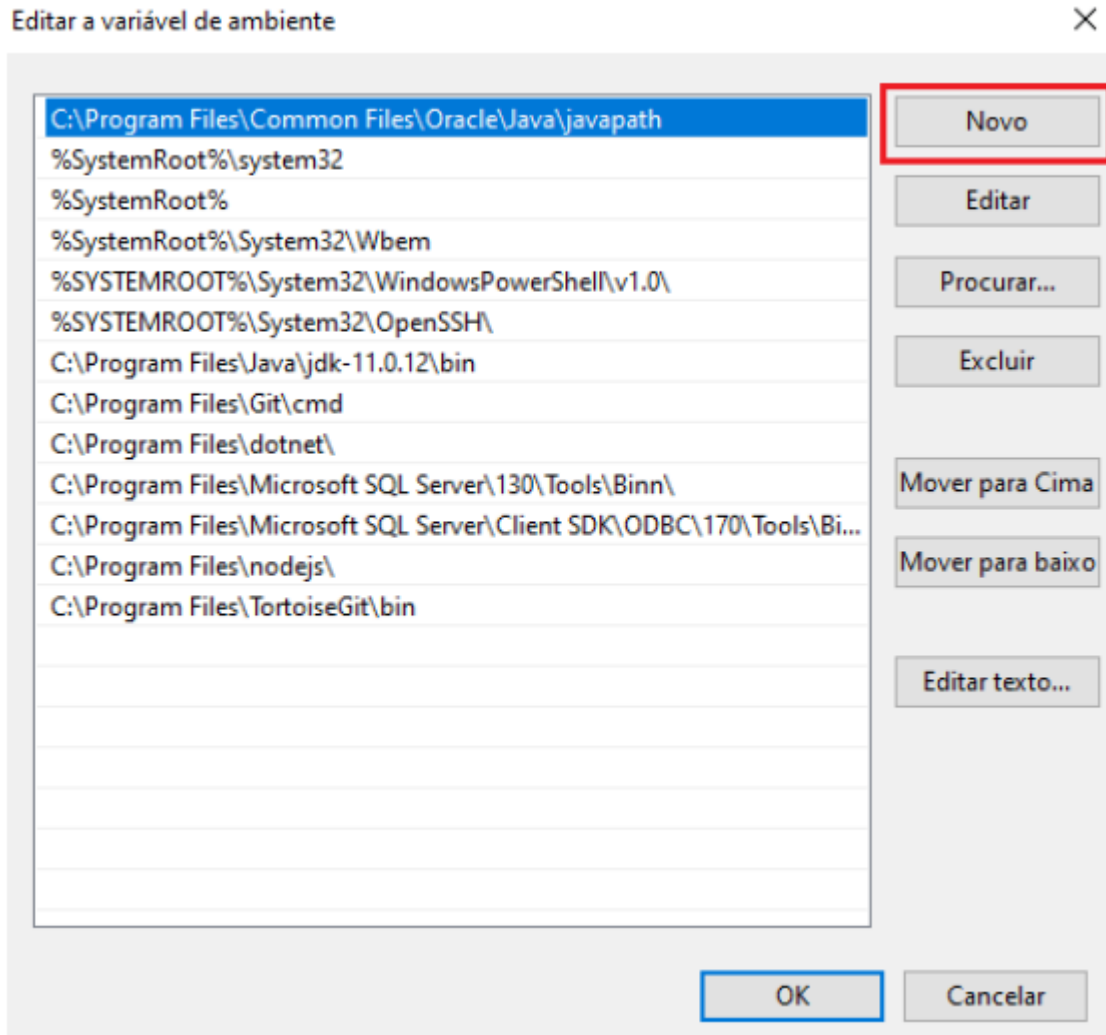 Editar a variável de ambiente
C:\Program Files\Common Files\Oracle\Java\javapath
%SystemRoot%\system32
%SystemRoot%
%SystemRoot%\System32\Wbem
%SYSTEMROOT%\System32\WindowsPowerShell\v1.0\
%SYSTEMROOT%\System32\OpenSSH\
C:\Program Files\Java\jdk-11.0.12\bin
C:\Program Files\Git\cmd
C:\Program Files\dotnet\
C:\Program Files\Microsoft SQL Server\130\Tools\Binn\
C:\Program Files\Microsoft SQL Server\Client SDK\ODBC\170\Tools\Bi...
C:\Program Files\nodejs\
C:\Program Files\TortoiseGit\bin
Novo
Editar
Procurar...
Excluir
Mover para Cima
Mover para baixo
Editar texto...
OK
Cancelar